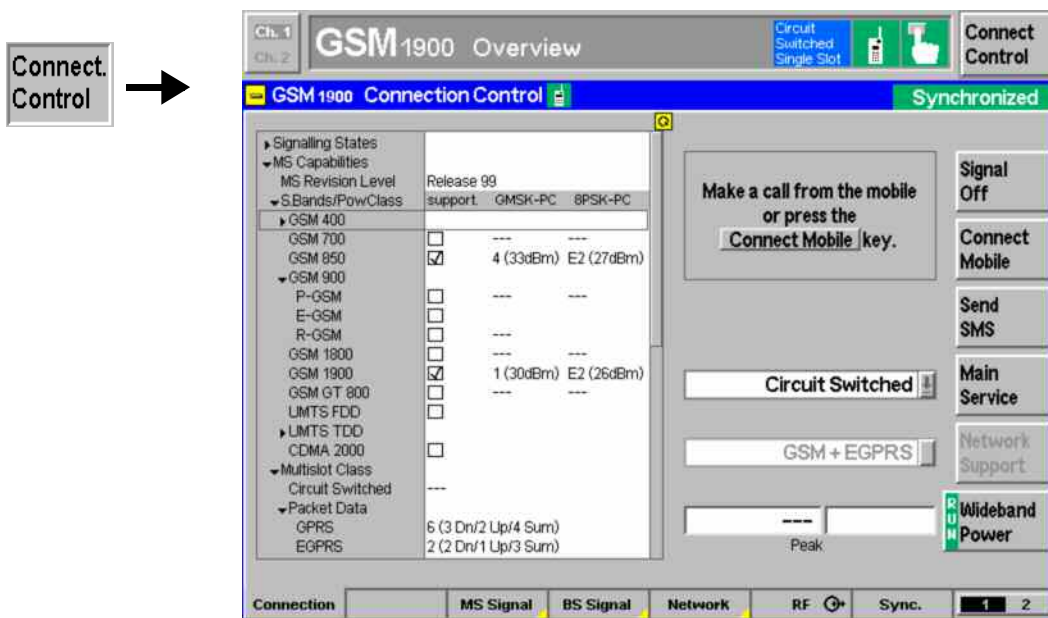 Connect.
Control
Ch. 1
Ch. 2
GSM 1900 Overview
Circuit
Switched
Single Slot
Connect
Control
GSM 1900 Connection Control
Synchronized
Signalling States
MS Capabilities
MS Revision Level Release 99
S.Bands/PowClass support. GMSK-PC 8PSK-PC
GSM 400
GSM 700 --- ---
GSM 850 4 (33dBm) E2 (27dBm)
GSM 900
P-GSM --- ---
E-GSM
R-GSM ---
GSM 1800 --- ---
GSM 1900 1 (30dBm) E2 (26dBm)
GSM GT 800 --- ---
UMTS FDD
UMTS TDD
CDMA 2000
Multislot Class
Circuit Switched ---
Packet Data
GPRS 6 (3 Dn/2 Up/4 Sum)
EGPRS 2 (2 Dn/1 Up/3 Sum)
Make a call from the mobile
or press the
Connect Mobile key.
Circuit Switched
GSM + EGPRS
---
Peak
Signal
Off
Connect
Mobile
Send
SMS
Main
Service
Network
Support
RUN
Wideband
Power
Connection MS Signal BS Signal Network RF Sync. 1 2